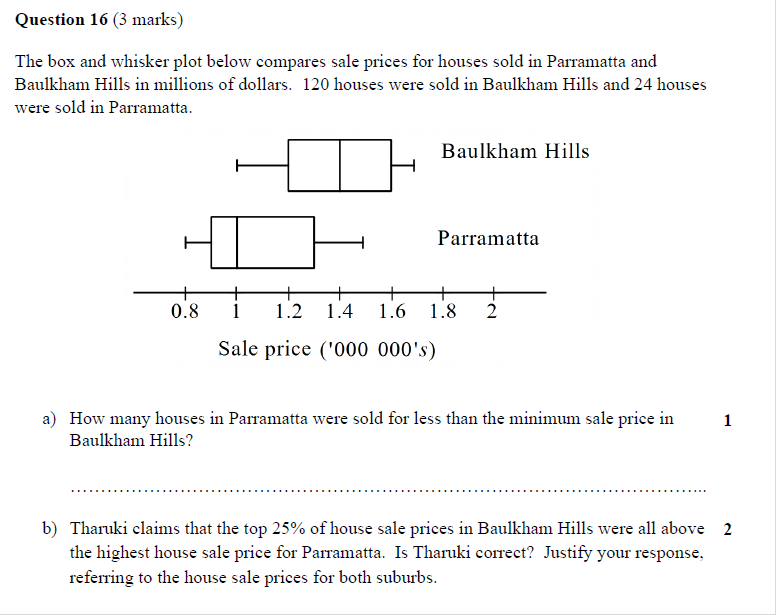 Question 16 (3 marks)
The box and whisker plot below compares sale prices for houses sold in Parramatta and
Baulkham Hills in millions of dollars.  120 houses were sold in Baulkham Hills and 24 houses
were sold in Parramatta.
Baulkham Hills
Parramatta
0.8 1 1.2 1.4 1.6 1.8 2
Sale price ('000 000's)
a) How many houses in Parramatta were sold for less than the minimum sale price in 1
Baulkham Hills?
b) Tharuki claims that the top 25% of house sale prices in Baulkham Hills were all above 2
the highest house sale price for Parramatta.  Is Tharuki correct?  Justify your response,
referring to the house sale prices for both suburbs.